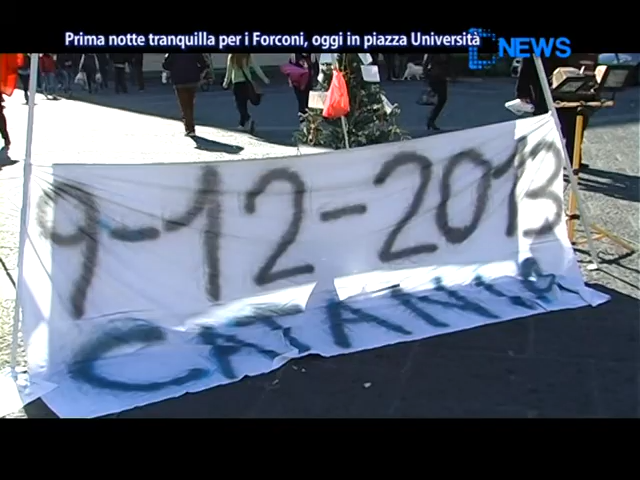 Prima notte tranquilla per i Forconi, oggi in piazza Università
D NEWS
9-12-2013
CATANIA